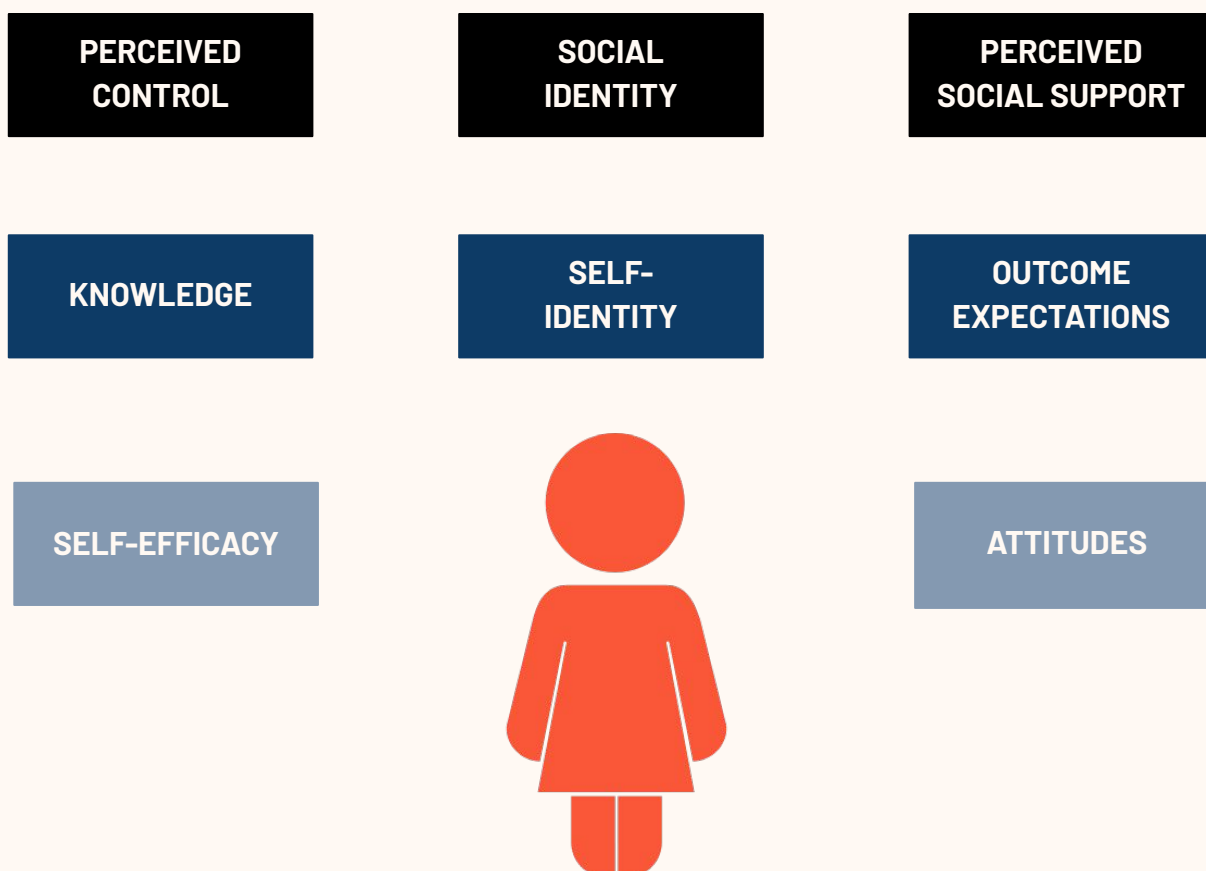 PERCEIVED
CONTROL
SOCIAL
IDENTITY
PERCEIVED
SOCIAL SUPPORT
KNOWLEDGE
SELF-
IDENTITY
OUTCOME
EXPECTATIONS
SELF-EFFICACY
ATTITUDES